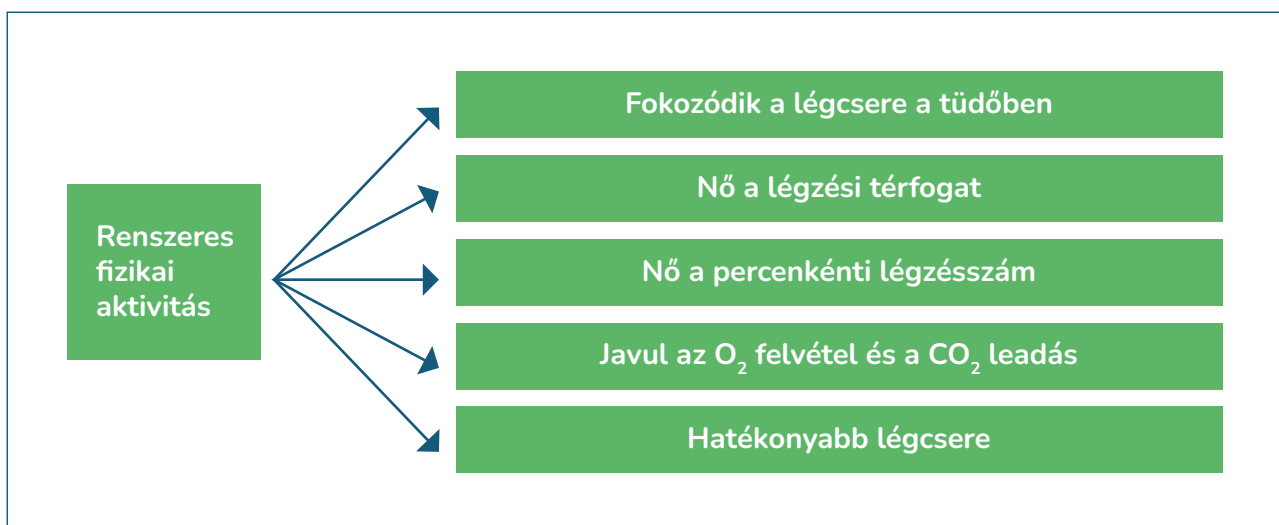 Renszeres
fizikai
aktivitás
Fokozódik a légcsere a tüdőben
Nő a légzési térfogat
Nő a percenkénti légzésszám
Javul az O₂ felvétel és a CO₂ leadás
Hatékonyabb légcsere